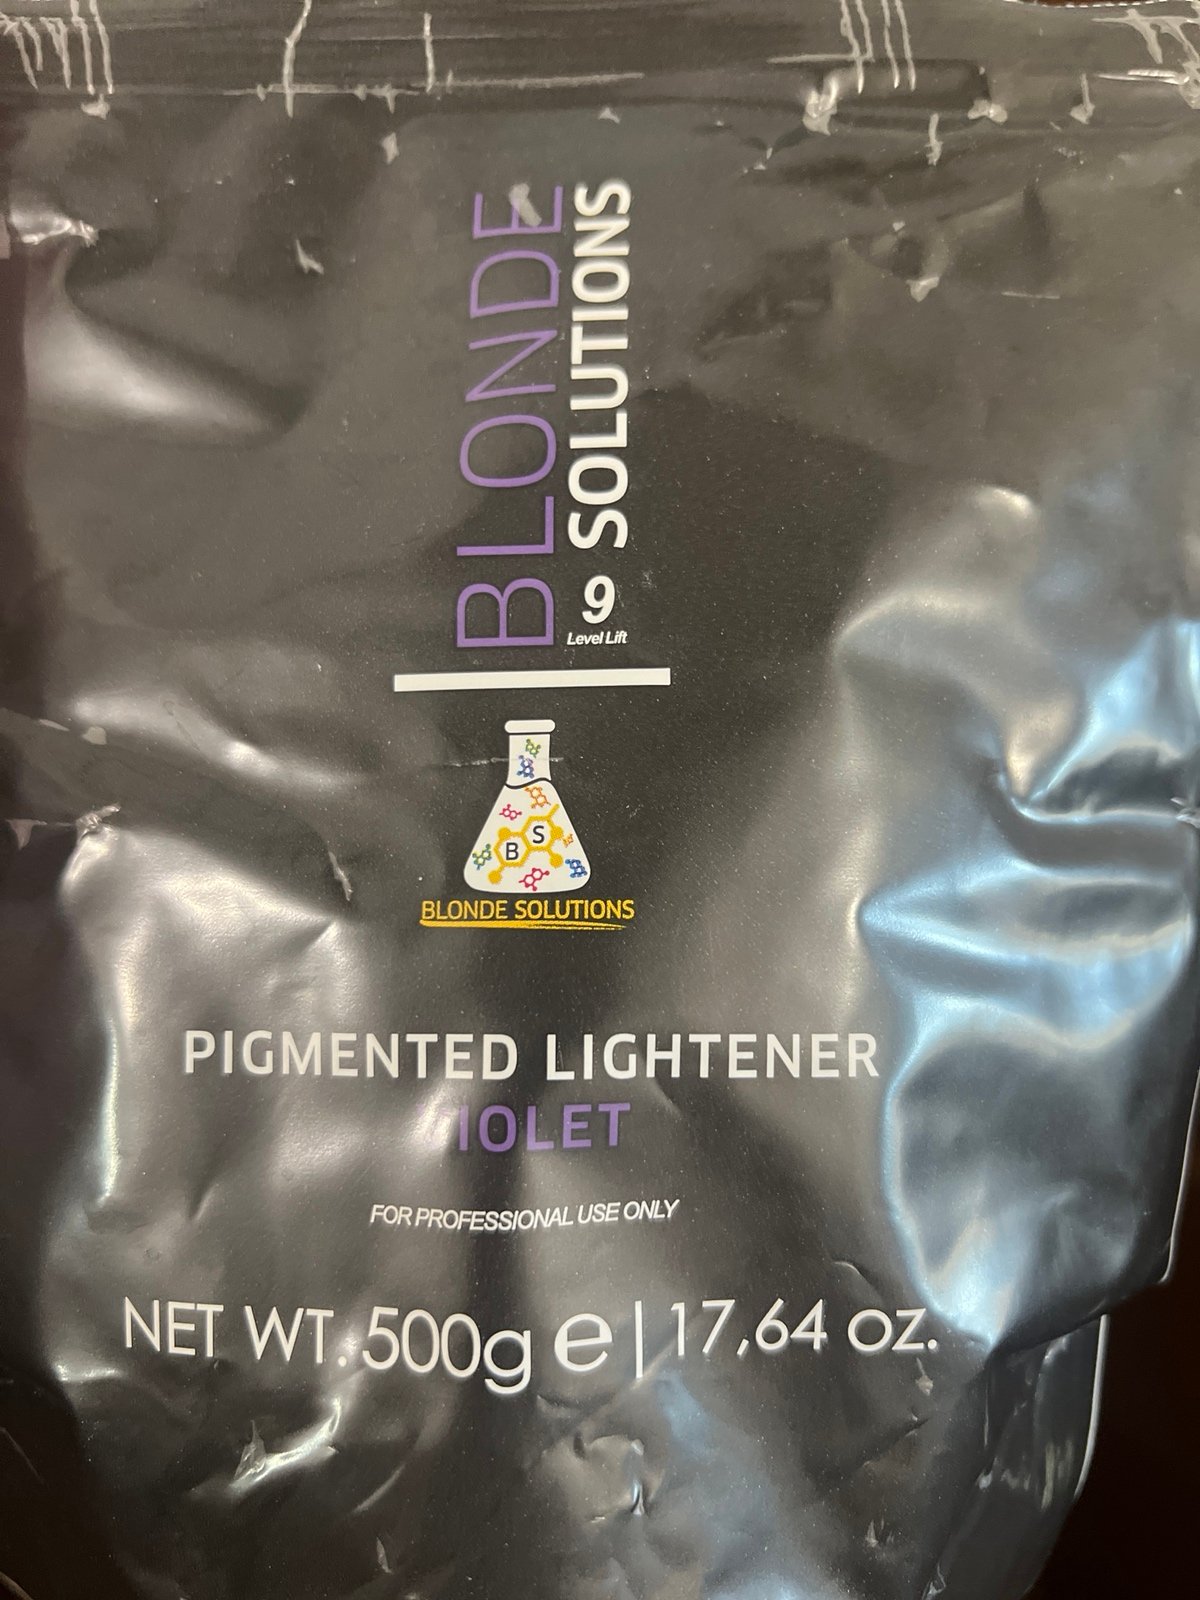 BLONDE
SOLUTIONS
9
Level Lift
B S
BLONDE SOLUTIONS
PIGMENTED LIGHTENER
VIOLET
FOR PROFESSIONAL USE ONLY
NET WT. 500g e | 17,64 oz.